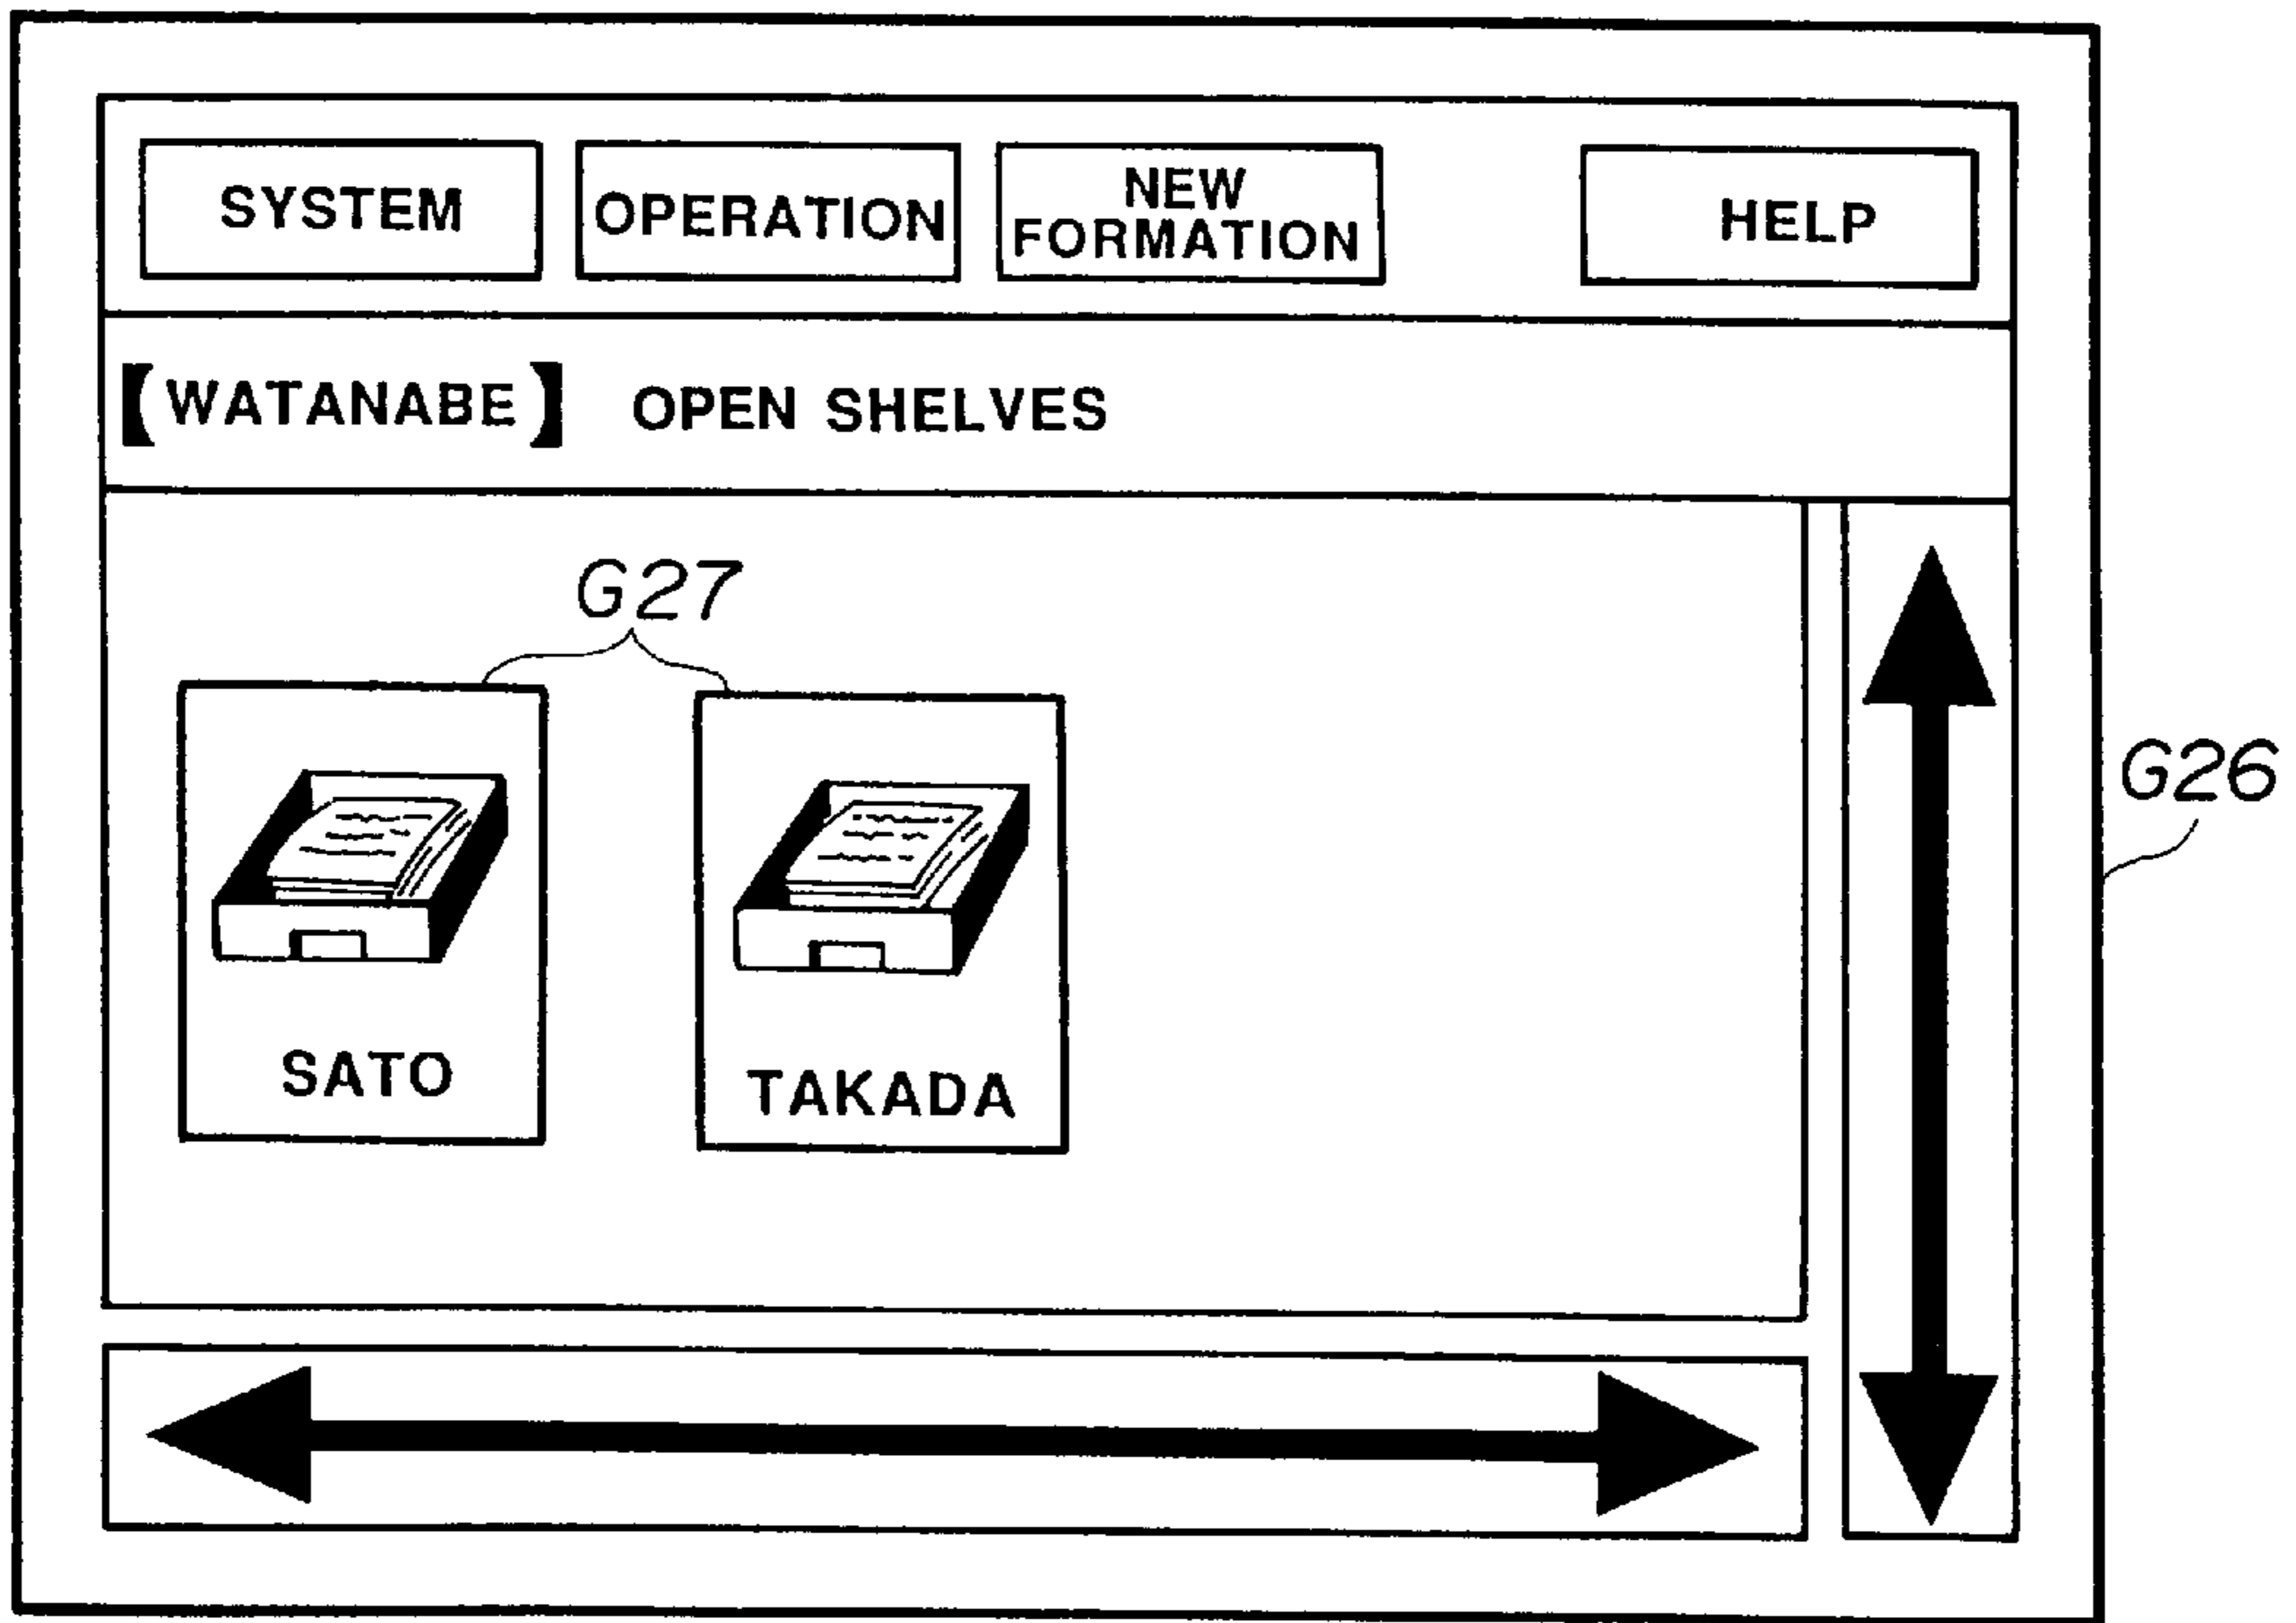 SYSTEM
OPERATION
NEW
FORMATION
HELP
【WATANABE】 OPEN SHELVES
G27
G26
SATO
TAKADA